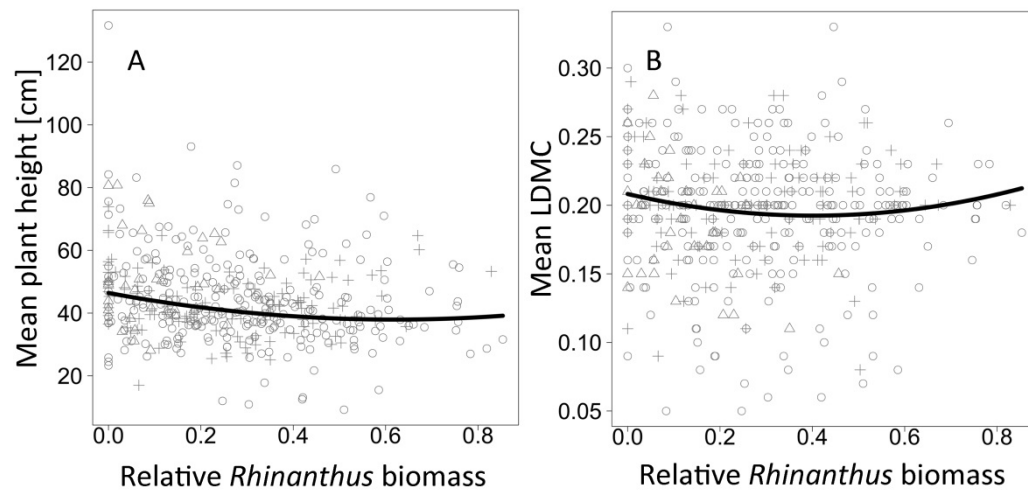 A
Mean plant height [cm]
120
100
80
60
40
20
0.0 0.2 0.4 0.6 0.8
Relative Rhinanthus biomass
B
Mean LDMC
0.30
0.25
0.20
0.15
0.10
0.05
0.0 0.2 0.4 0.6 0.8
Relative Rhinanthus biomass